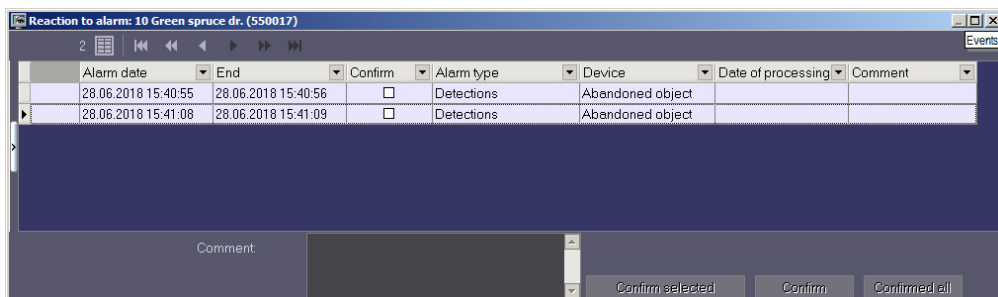 Reaction to alarm: 10 Green spruce dr. (550017)
2
Events
Alarm date End Confirm Alarm type Device Date of processing Comment
28.06.2018 15:40:55 28.06.2018 15:40:56 Detections Abandoned object
28.06.2018 15:41:08 28.06.2018 15:41:09 Detections Abandoned object
Comment:
Confirm selected Confirm Confirmed all